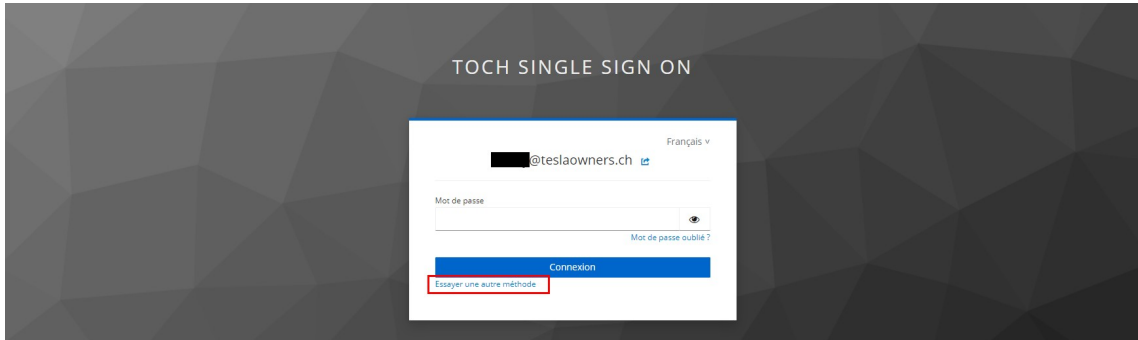 TOCH SINGLE SIGN ON
Français
@teslaowners.ch
Mot de passe
Mot de passe oublié ?
Connexion
Essayer une autre méthode